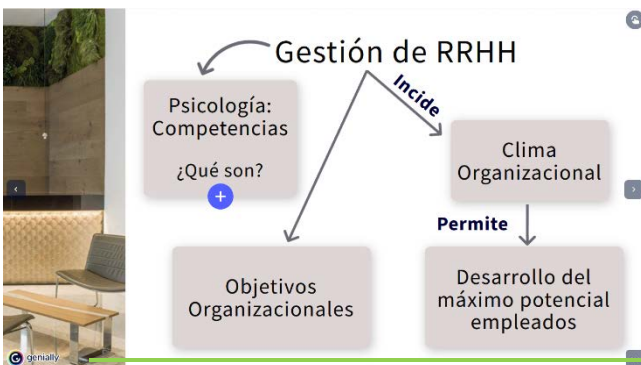 Gestión de RRHH
Psicología:
Competencias
¿Qué son?
Incide
Clima
Organizacional
Permite
Objetivos
Organizacionales
Desarrollo del
máximo potencial
empleados
genially